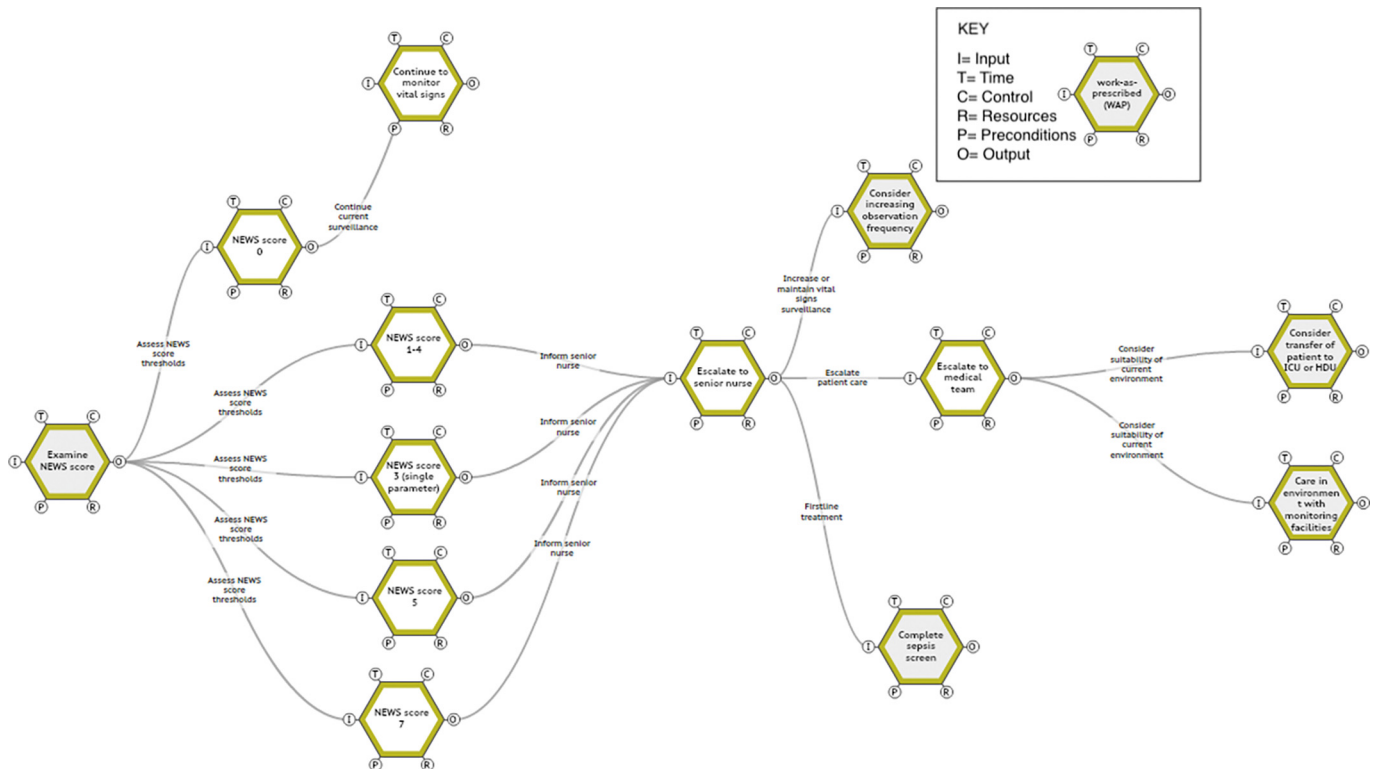 KEY
I= Input
T= Time
C= Control
R= Resources
P= Preconditions
O= Output
T
C
I
work-as-
prescribed
(WAP)
O
P
R
T
C
I
Continue to
monitor
vital signs
O
P
R
Continue
current
surveillance
T
C
I
NEWS score
0
O
P
R
Assess NEWS
score
thresholds
T
C
I
Examine
NEWS score
O
P
R
Assess NEWS
score
thresholds
Assess NEWS
score
thresholds
Assess NEWS
score
thresholds
Assess NEWS
score
thresholds
T
C
I
NEWS score
1-4
O
P
R
T
C
I
NEWS score
3 (single
parameter)
O
P
R
T
C
I
NEWS score
5
O
P
R
T
C
I
NEWS score
7
O
P
R
Inform senior
nurse
Inform senior
nurse
Inform senior
nurse
Inform senior
nurse
T
C
I
Escalate to
senior nurse
O
P
R
Increase or
maintain vital
signs
surveillance
Escalate
patient care
Firstline
treatment
T
C
I
Consider
increasing
observation
frequency
O
P
R
T
C
I
Escalate to
medical
team
O
P
R
T
C
I
Complete
sepsis
screen
O
P
R
Consider
suitability of
current
environment
Consider
suitability of
current
environment
T
C
I
Consider
transfer of
patient to
ICU or HDU
O
P
R
T
C
I
Care in
environmen
t with
monitoring
facilities
O
P
R